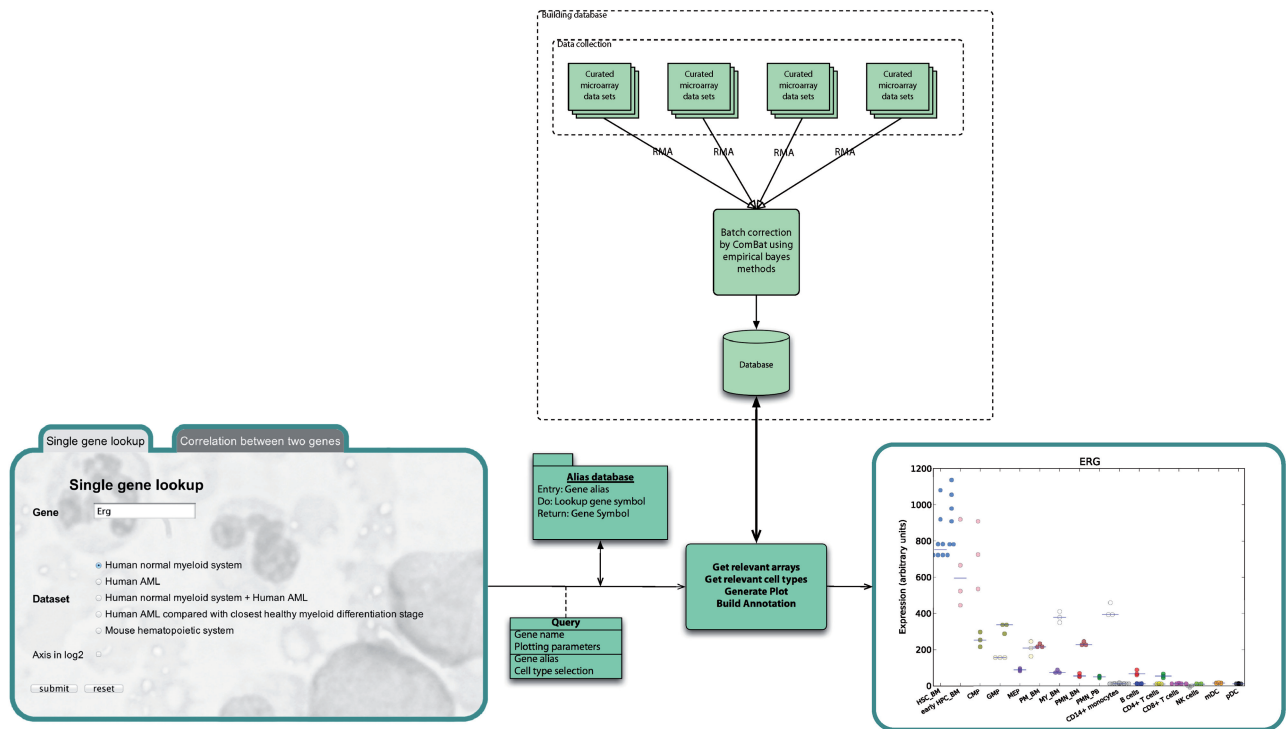 Building database
Data collection
Curated
microarray
data sets
Curated
microarray
data sets
Curated
microarray
data sets
Curated
microarray
data sets
RMA
RMA
RMA
RMA
Batch correction
by ComBat using
empirical bayes
methods
Database
Single gene lookup
Correlation between two genes
Single gene lookup
Gene
Erg
Dataset
Human normal myeloid system
Human AML
Human normal myeloid system + Human AML
Human AML compared with closest healthy myeloid differentiation stage
Mouse hematopoietic system
Axis in log2
submit
reset
Alias database
Entry: Gene alias
Do: Lookup gene symbol
Return: Gene Symbol
Query
Gene name
Plotting parameters
Gene alias
Cell type selection
Get relevant arrays
Get relevant cell types
Generate Plot
Build Annotation
ERG
Expression (arbitrary units)
1200
1000
800
600
400
200
0
HSC_BM
early HPC_BM
CMP
GMP
MEP
PM_BM
MY_BM
PMN_BM
PMN_PB
CD14+ monocytes
B cells
CD4+ T cells
CD8+ T cells
NK cells
mDC
pDC